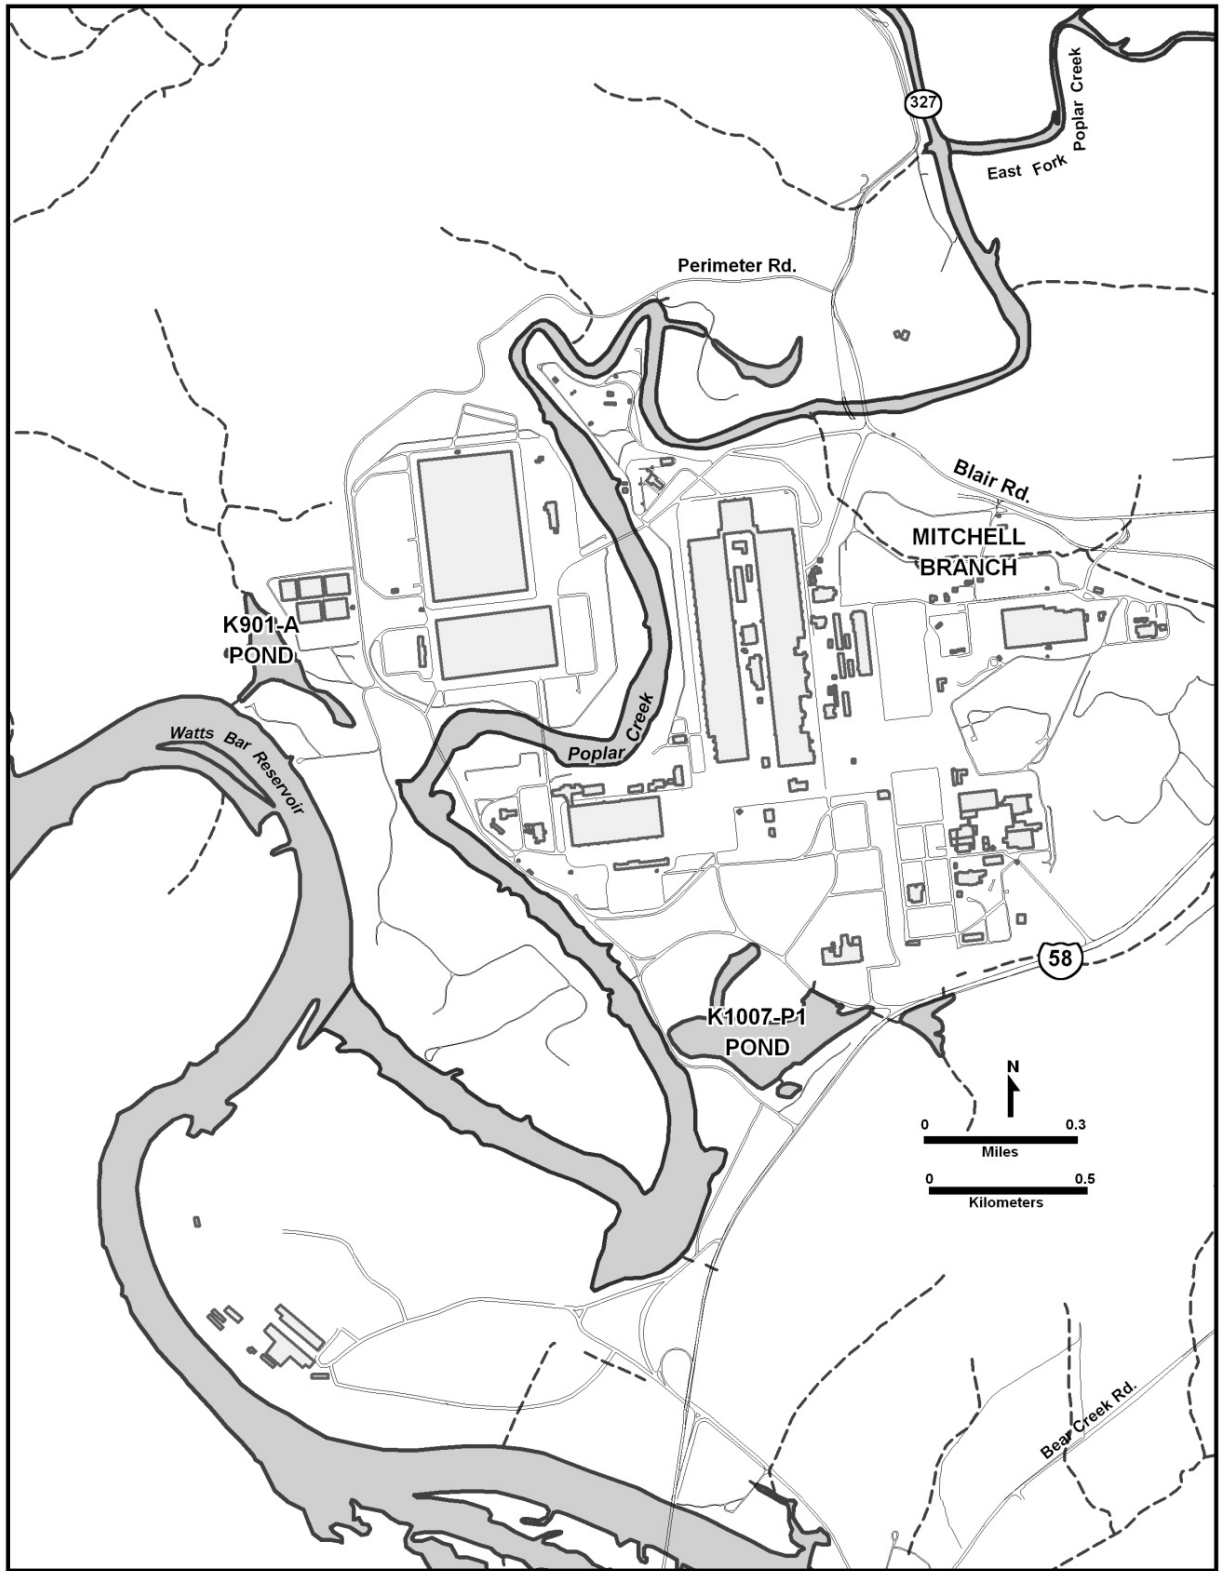 327
East Fork Poplar Creek
Perimeter Rd.
Blair Rd.
MITCHELL
BRANCH
K901-A
POND
Watts Bar Reservoir
Poplar Creek
58
K1007-P1
POND
N
0 0.3
Miles
0 0.5
Kilometers
Bear Creek Rd.